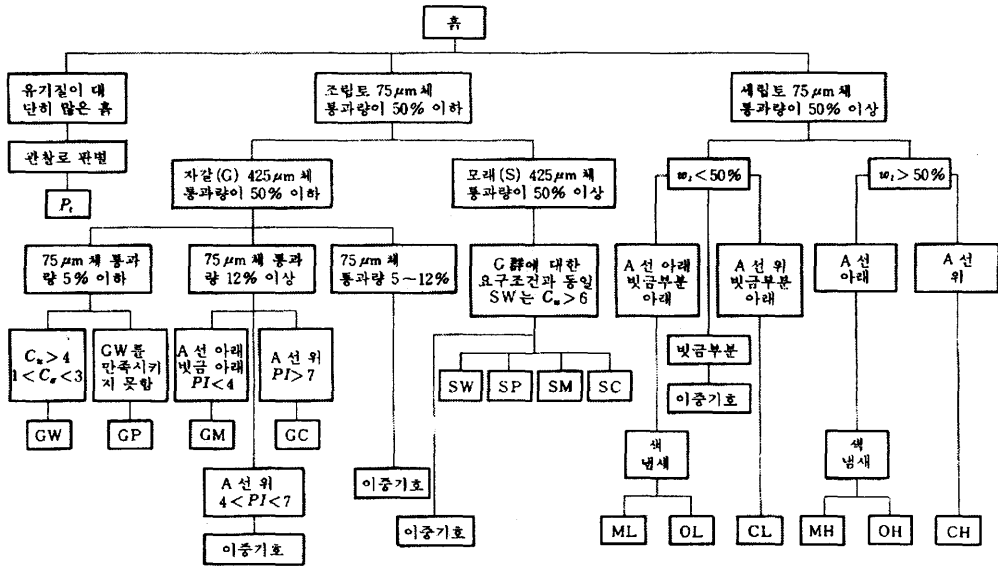 흙
유기질이 대
단히 많은 흙
조립토 75μm체
통과량이 50% 이하
세립토 75μm체
통과량이 50% 이상
관찰로 판별
Pt
자갈(G) 425μm체
통과량이 50% 이하
모래(S) 425μm체
통과량이 50% 이상
wl<50%
wl>50%
75μm체 통과
량 5% 이하
75μm체 통과
량 12% 이상
75μm체
통과량 5~12%
G群에 대한
요구조건과 동일
SW는 Cu>6
A선 아래
빗금부분
아래
A선 위
빗금부분
아래
A선
아래
A선
위
Cu>4
1<Cg<3
GW를
만족시키
지 못함
A선 아래
빗금 아래
PI<4
A선 위
PI>7
빗금부분
SW
SP
SM
SC
이중기호
GW
GP
GM
GC
색
냄새
색
냄새
A선 위
4<PI<7
이중기호
이중기호
이중기호
ML
OL
CL
MH
OH
CH